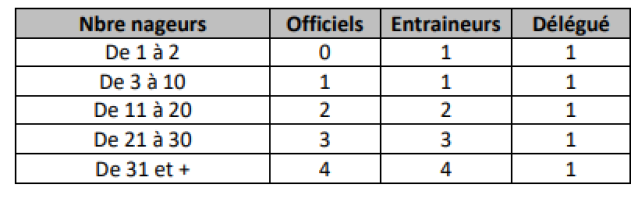 Nbre nageurs Officiels Entraineurs Délégué
De 1 à 2 0 1 1
De 3 à 10 1 1 1
De 11 à 20 2 2 1
De 21 à 30 3 3 1
De 31 et + 4 4 1